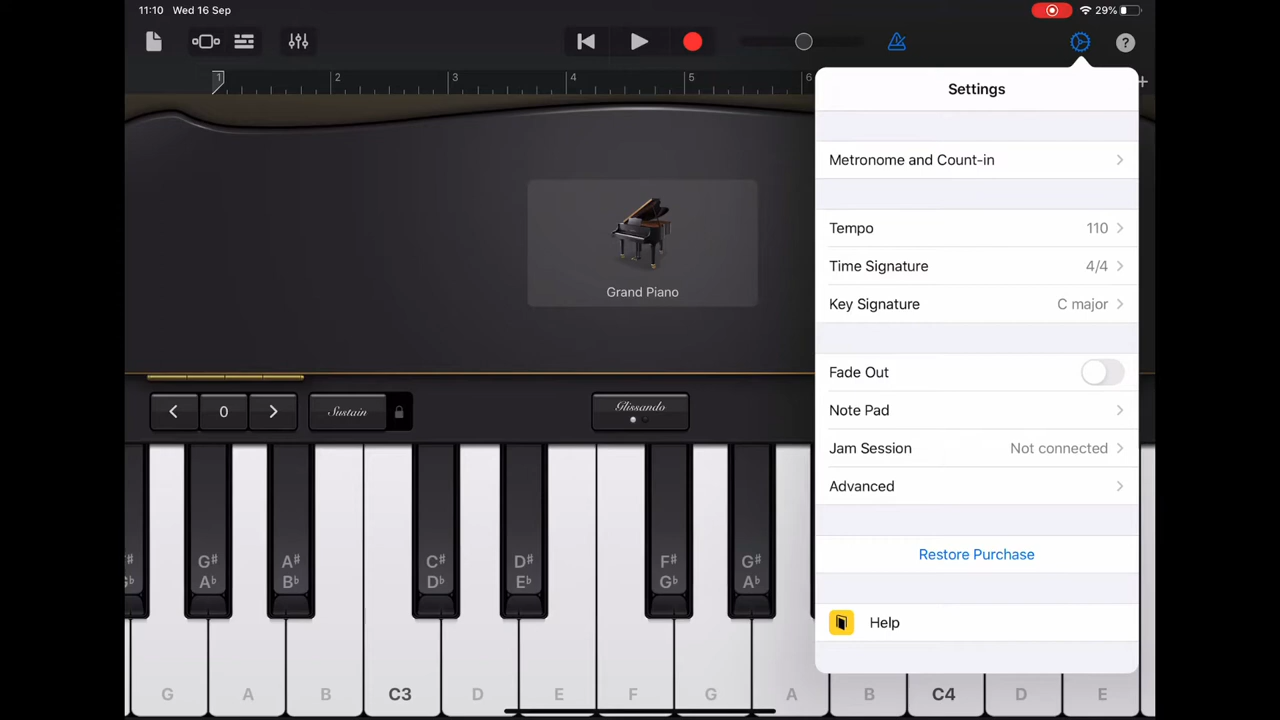 11:10 Wed 16 Sep
29%
?
1 2 3 4 5 6
Settings
Metronome and Count-in
Tempo 110
Time Signature 4/4
Key Signature C major
Fade Out
Note Pad
Jam Session Not connected
Advanced
Restore Purchase
Help
Grand Piano
0
Sustain
Glissando
G♯ A♯ C♯ D♯ F♯ G♯
A♭ B♭ D♭ E♭ G♭ A♭
G A B C3 D E F G A B C4 D E